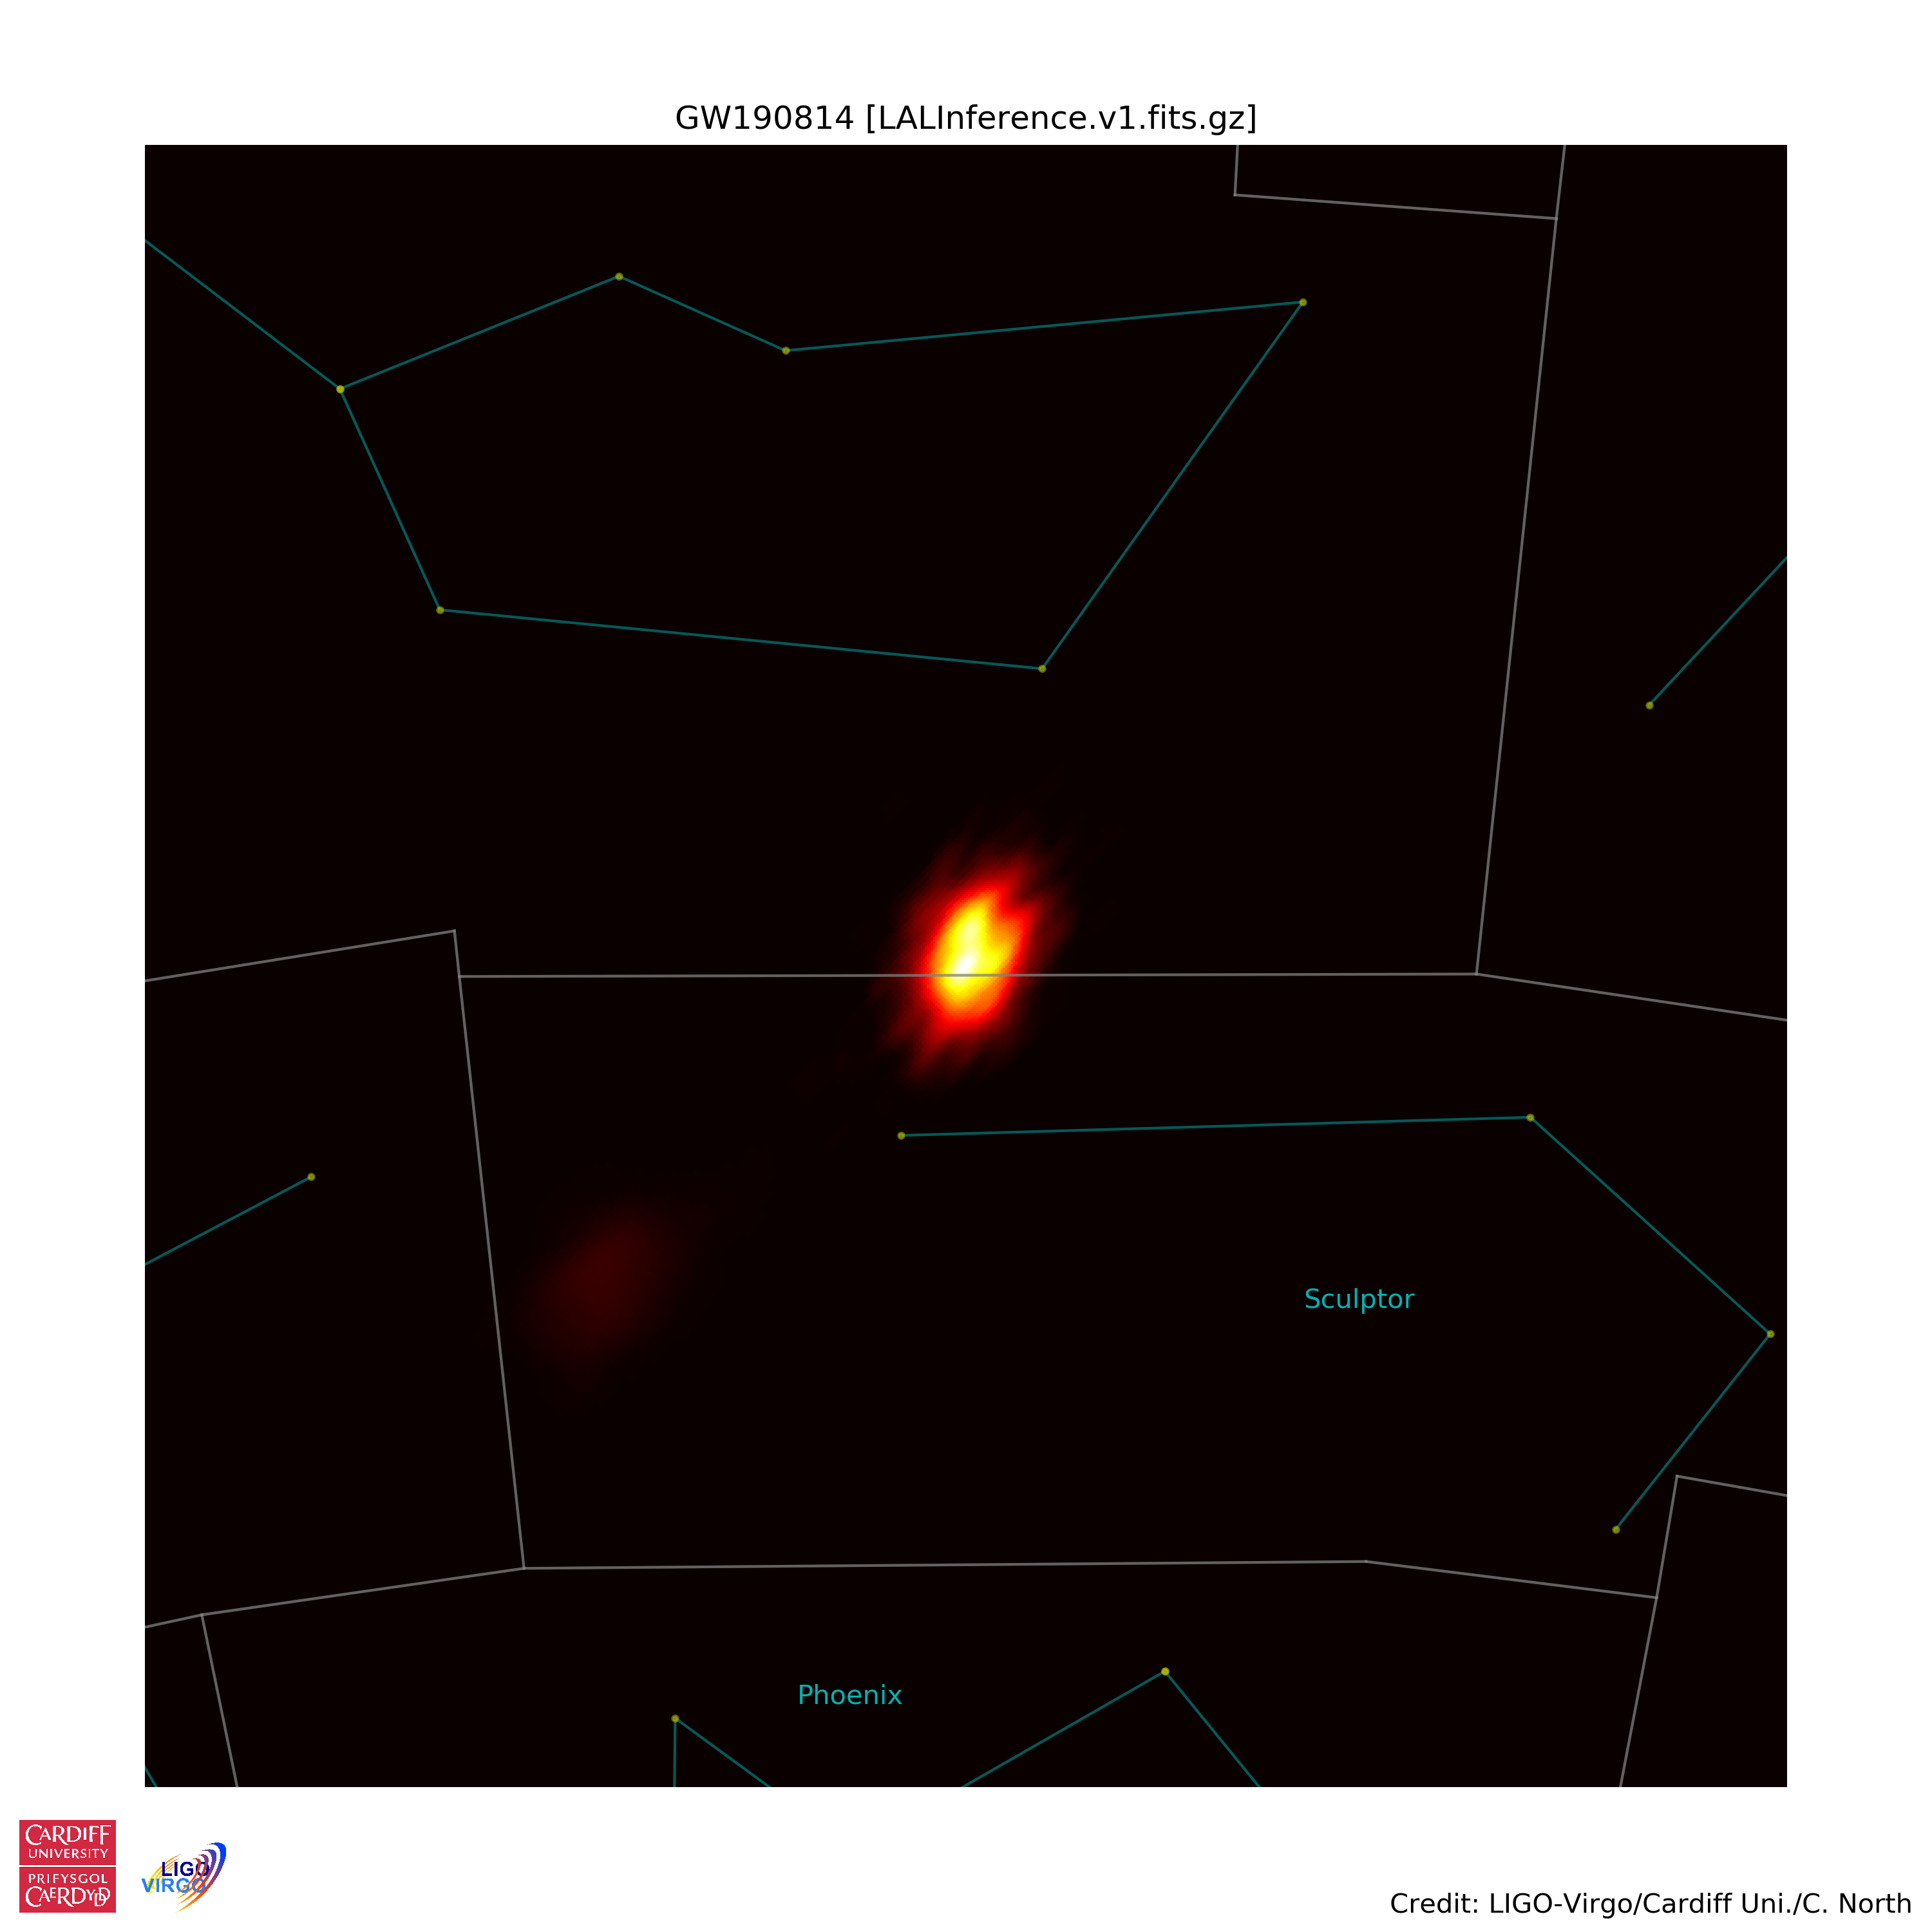 GW190814 [LALInference.v1.fits.gz]
Sculptor
Phoenix
CARDIFF
UNIVERSITY
PRIFYSGOL
CAERDYDD
LIGO
VIRGO
Credit: LIGO-Virgo/Cardiff Uni./C. North